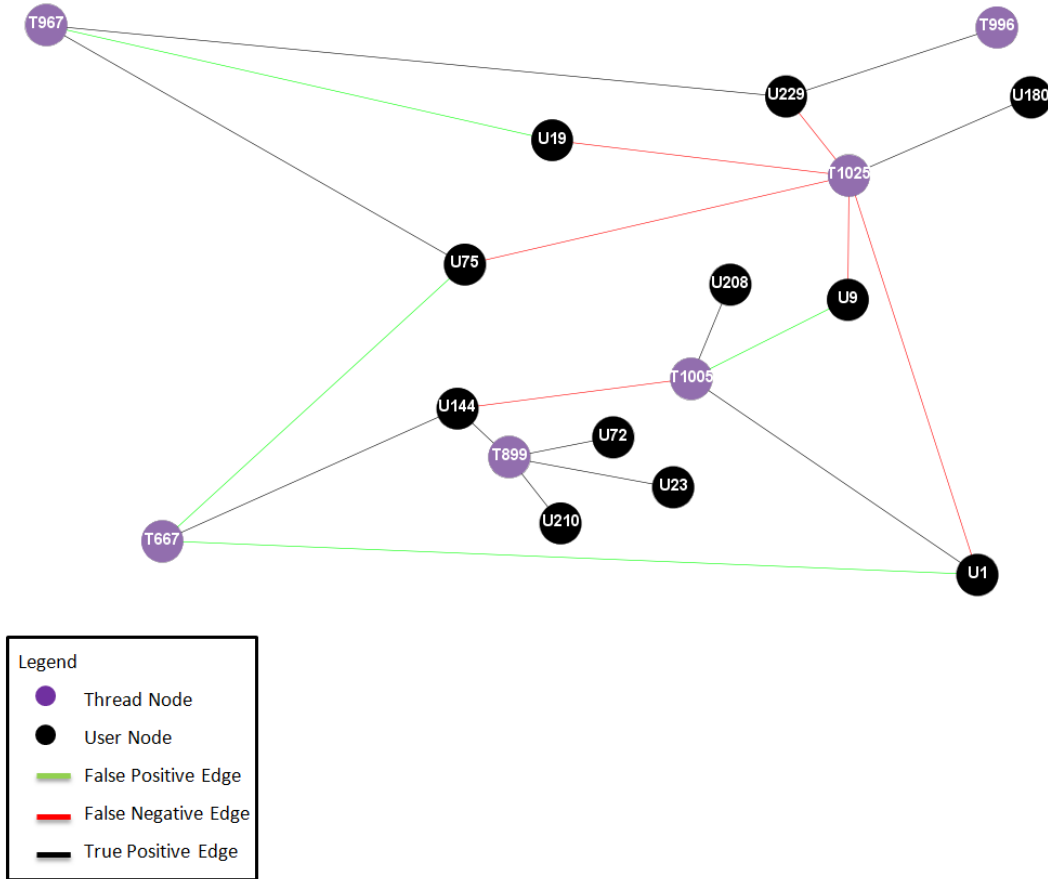 T967
T996
U229
U180
U19
T1025
U75
U208
U9
T1005
U144
U72
T899
U23
U210
T667
U1
Legend
Thread Node
User Node
False Positive Edge
False Negative Edge
True Positive Edge